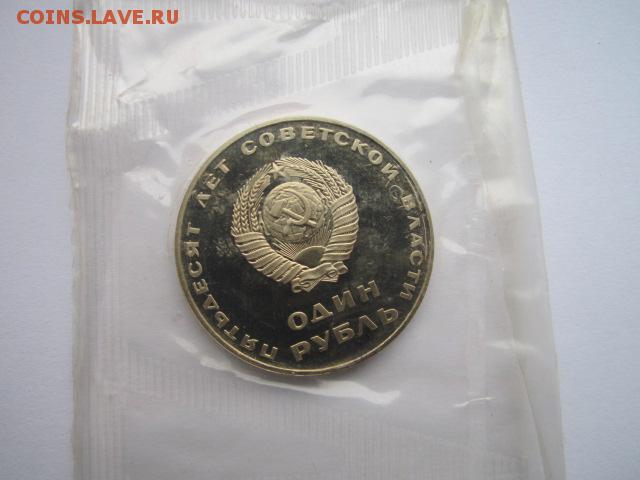 COINS.LAVE.RU
ПЯТЬДЕСЯТ ЛЕТ СОВЕТСКОЙ ВЛАСТИ
ОДИН
РУБЛЬ